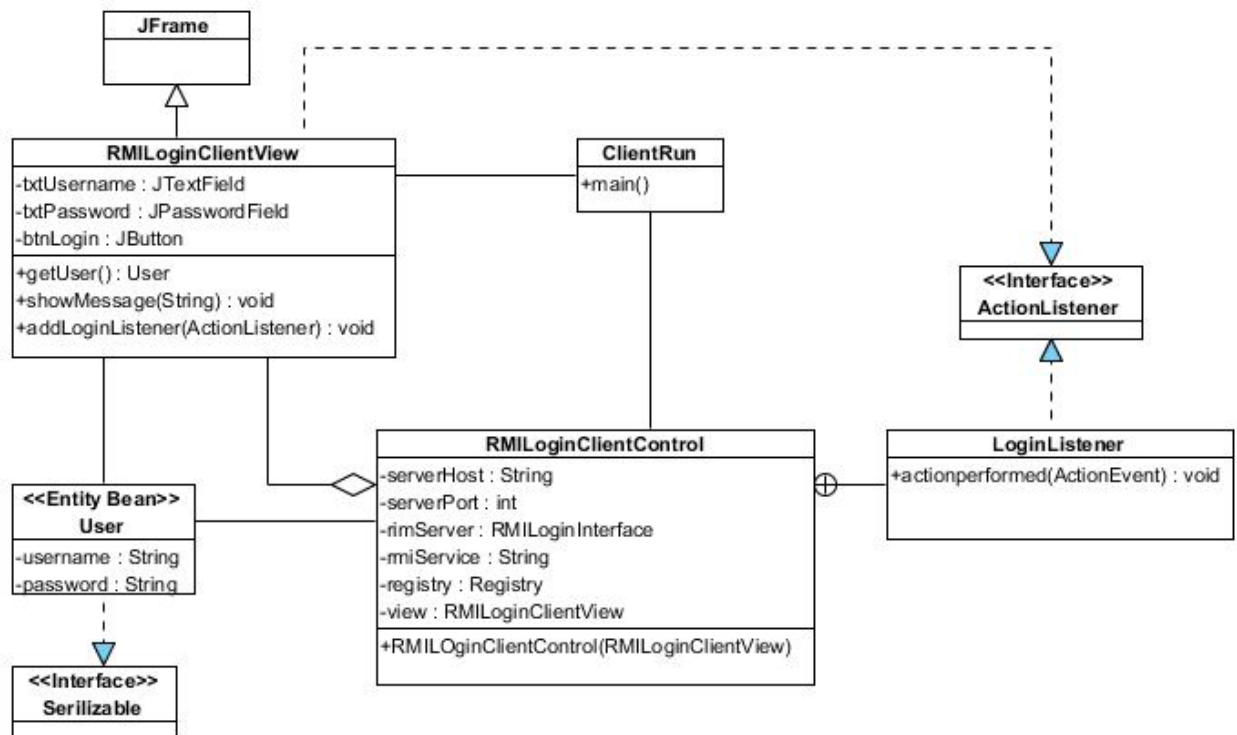 JFrame
RMILoginClientView
-txtUsername : JTextField
-txtPassword : JPasswordField
-btnLogin : JButton
+getUser() : User
+showMessage(String) : void
+addLoginListener(ActionListener) : void
ClientRun
+main()
<<Interface>>
ActionListener
RMILoginClientControl
-serverHost : String
-serverPort : int
-rimServer : RMILoginInterface
-rmiService : String
-registry : Registry
-view : RMILoginClientView
+RMILOginClientControl(RMILoginClientView)
LoginListener
+actionperformed(ActionEvent) : void
<<Entity Bean>>
User
-username : String
-password : String
<<Interface>>
Serilizable